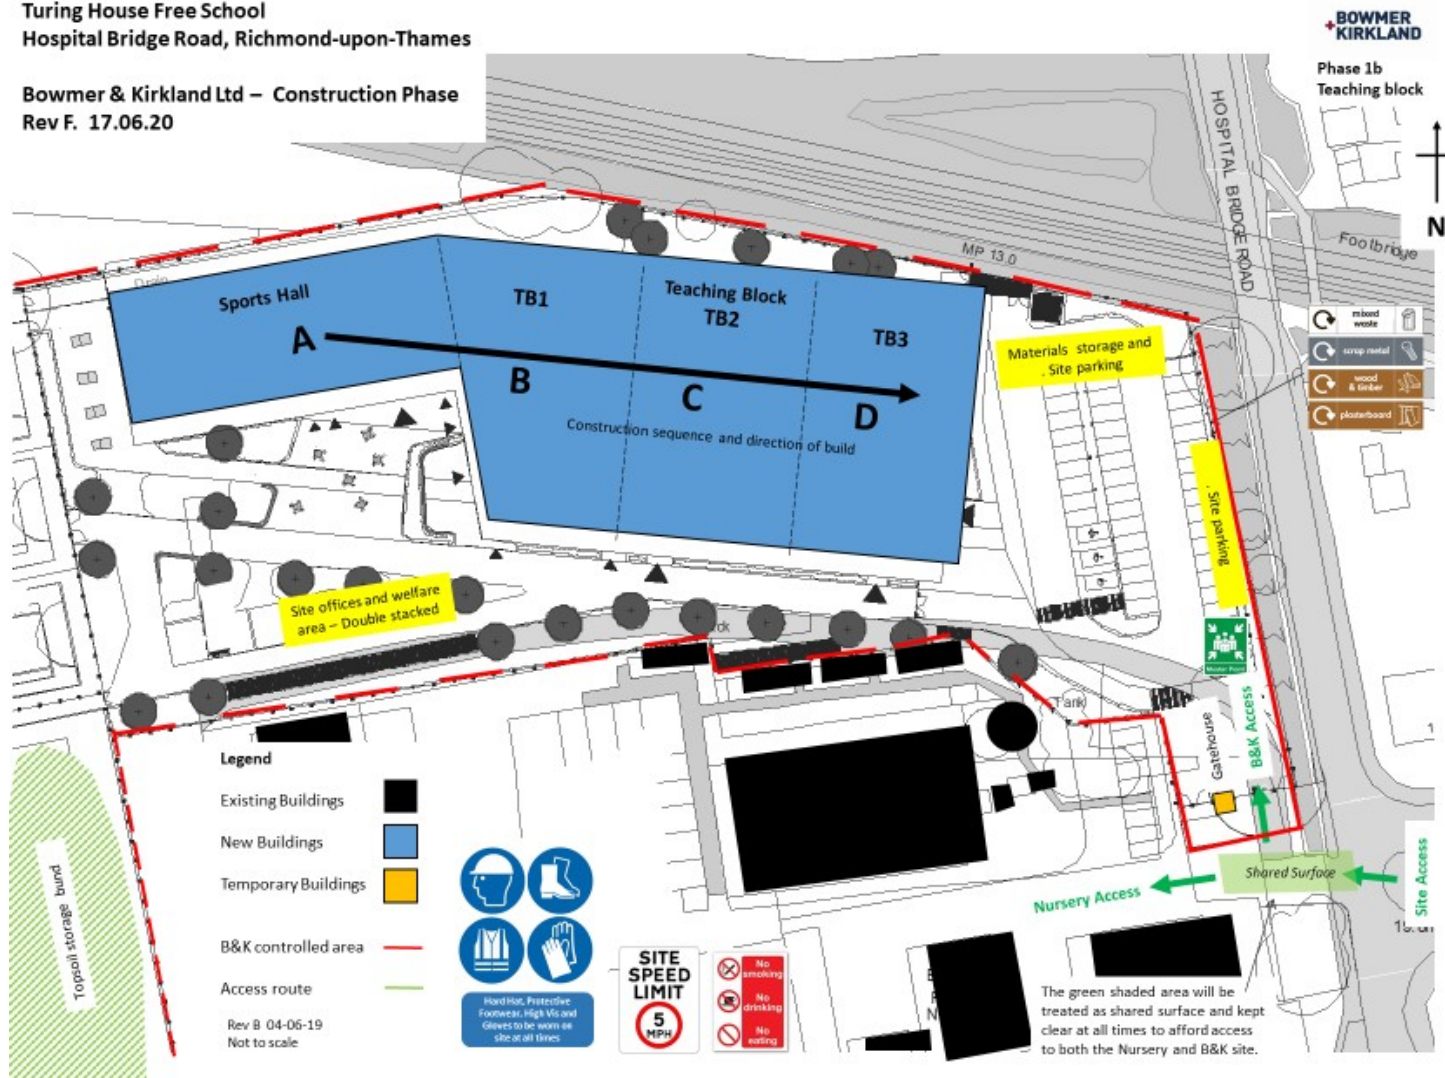 Turing House Free School
Hospital Bridge Road, Richmond-upon-Thames
Bowmer & Kirkland Ltd – Construction Phase
Rev F. 17.06.20
BOWMER
KIRKLAND
Phase 1b
Teaching block
N
HOSPITAL BRIDGE ROAD
Footbridge
MP 13.0
Drain
Sports Hall
TB1
Teaching Block
TB2
TB3
A
B
C
D
Construction sequence and direction of build
Materials storage and
. Site parking
. Site parking
mixed
waste
scrap metal
wood
& timber
plasterboard
Site offices and welfare
area – Double stacked
Tank
Gatehouse
B&K Access
Shared Surface
Nursery Access
Site Access
Topsoil storage bund
Legend
Existing Buildings
New Buildings
Temporary Buildings
B&K controlled area
Access route
Rev B 04-06-19
Not to scale
Hard Hat, Protective
Footwear, High Vis and
Gloves to be worn on
site at all times
SITE
SPEED
LIMIT
5
MPH
No
smoking
No
drinking
No
eating
The green shaded area will be
treated as shared surface and kept
clear at all times to afford access
to both the Nursery and B&K site.